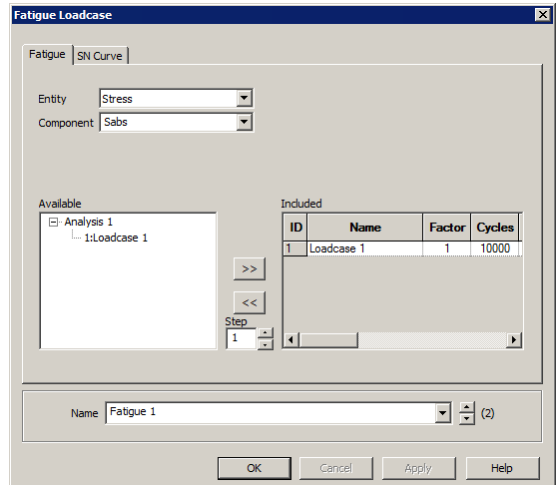 Fatigue Loadcase
Fatigue SN Curve
Entity Stress
Component Sabs
Available Included
Analysis 1
1:Loadcase 1
ID Name Factor Cycles
1 Loadcase 1 1 10000
>>
<<
Step
1
Name Fatigue 1 (2)
OK Cancel Apply Help